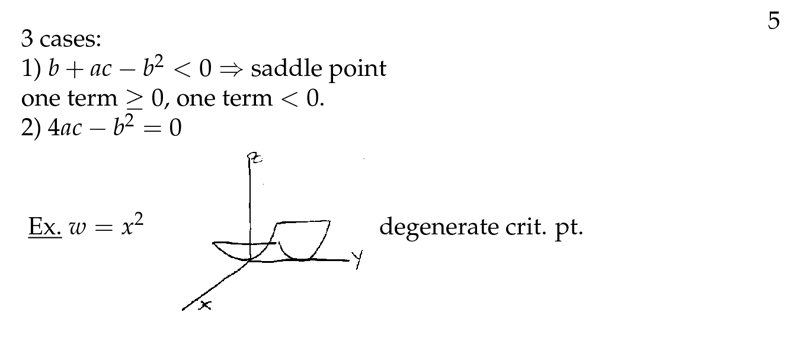 5
3 cases:
1) b + ac − b² < 0 ⇒ saddle point
one term ≥ 0, one term < 0.
2) 4ac − b² = 0
z
Ex. w = x²
degenerate crit. pt.
y
x